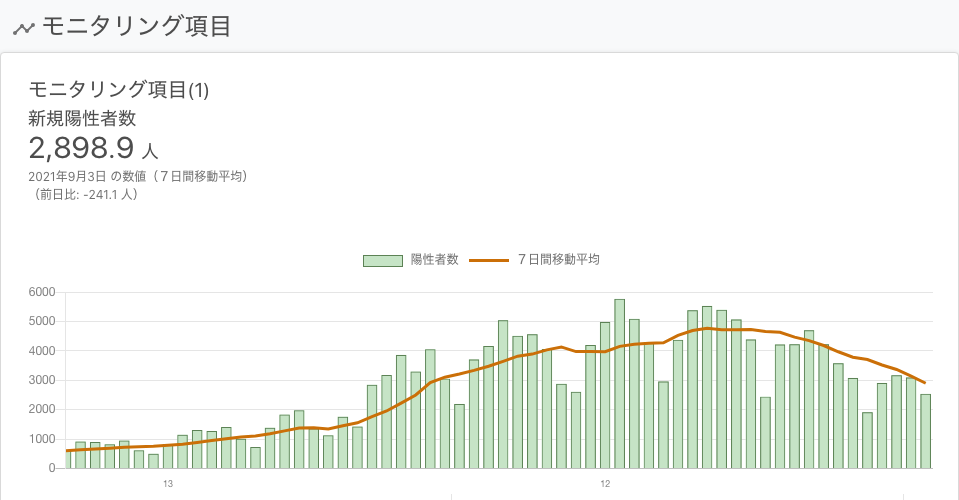 モニタリング項目
モニタリング項目(1)
新規陽性者数
2,898.9 人
2021年9月3日 の数値（７日間移動平均）
（前日比: -241.1 人）
陽性者数 ７日間移動平均
6000
5000
4000
3000
2000
1000
0
13 12